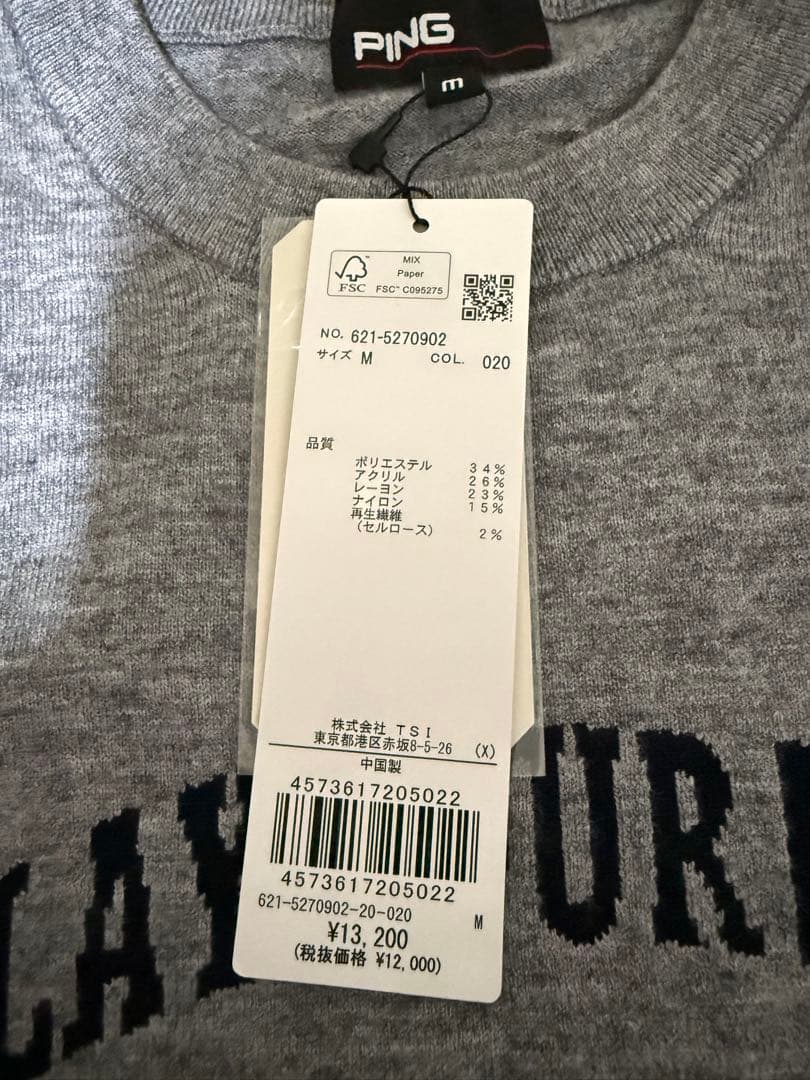 PING
m
MIX
Paper
FSC
FSC™ C095275
NO. 621-5270902
サイズ M COL. 020
品質
ポリエステル 34%
アクリル 26%
レーヨン 23%
ナイロン 15%
再生繊維
(セルロース) 2%
株式会社 TSI
東京都港区赤坂8-5-26 (X)
中国製
4573617205022
4573617205022
621-5270902-20-020 M
¥13,200
(税抜価格 ¥12,000)
LAY UR